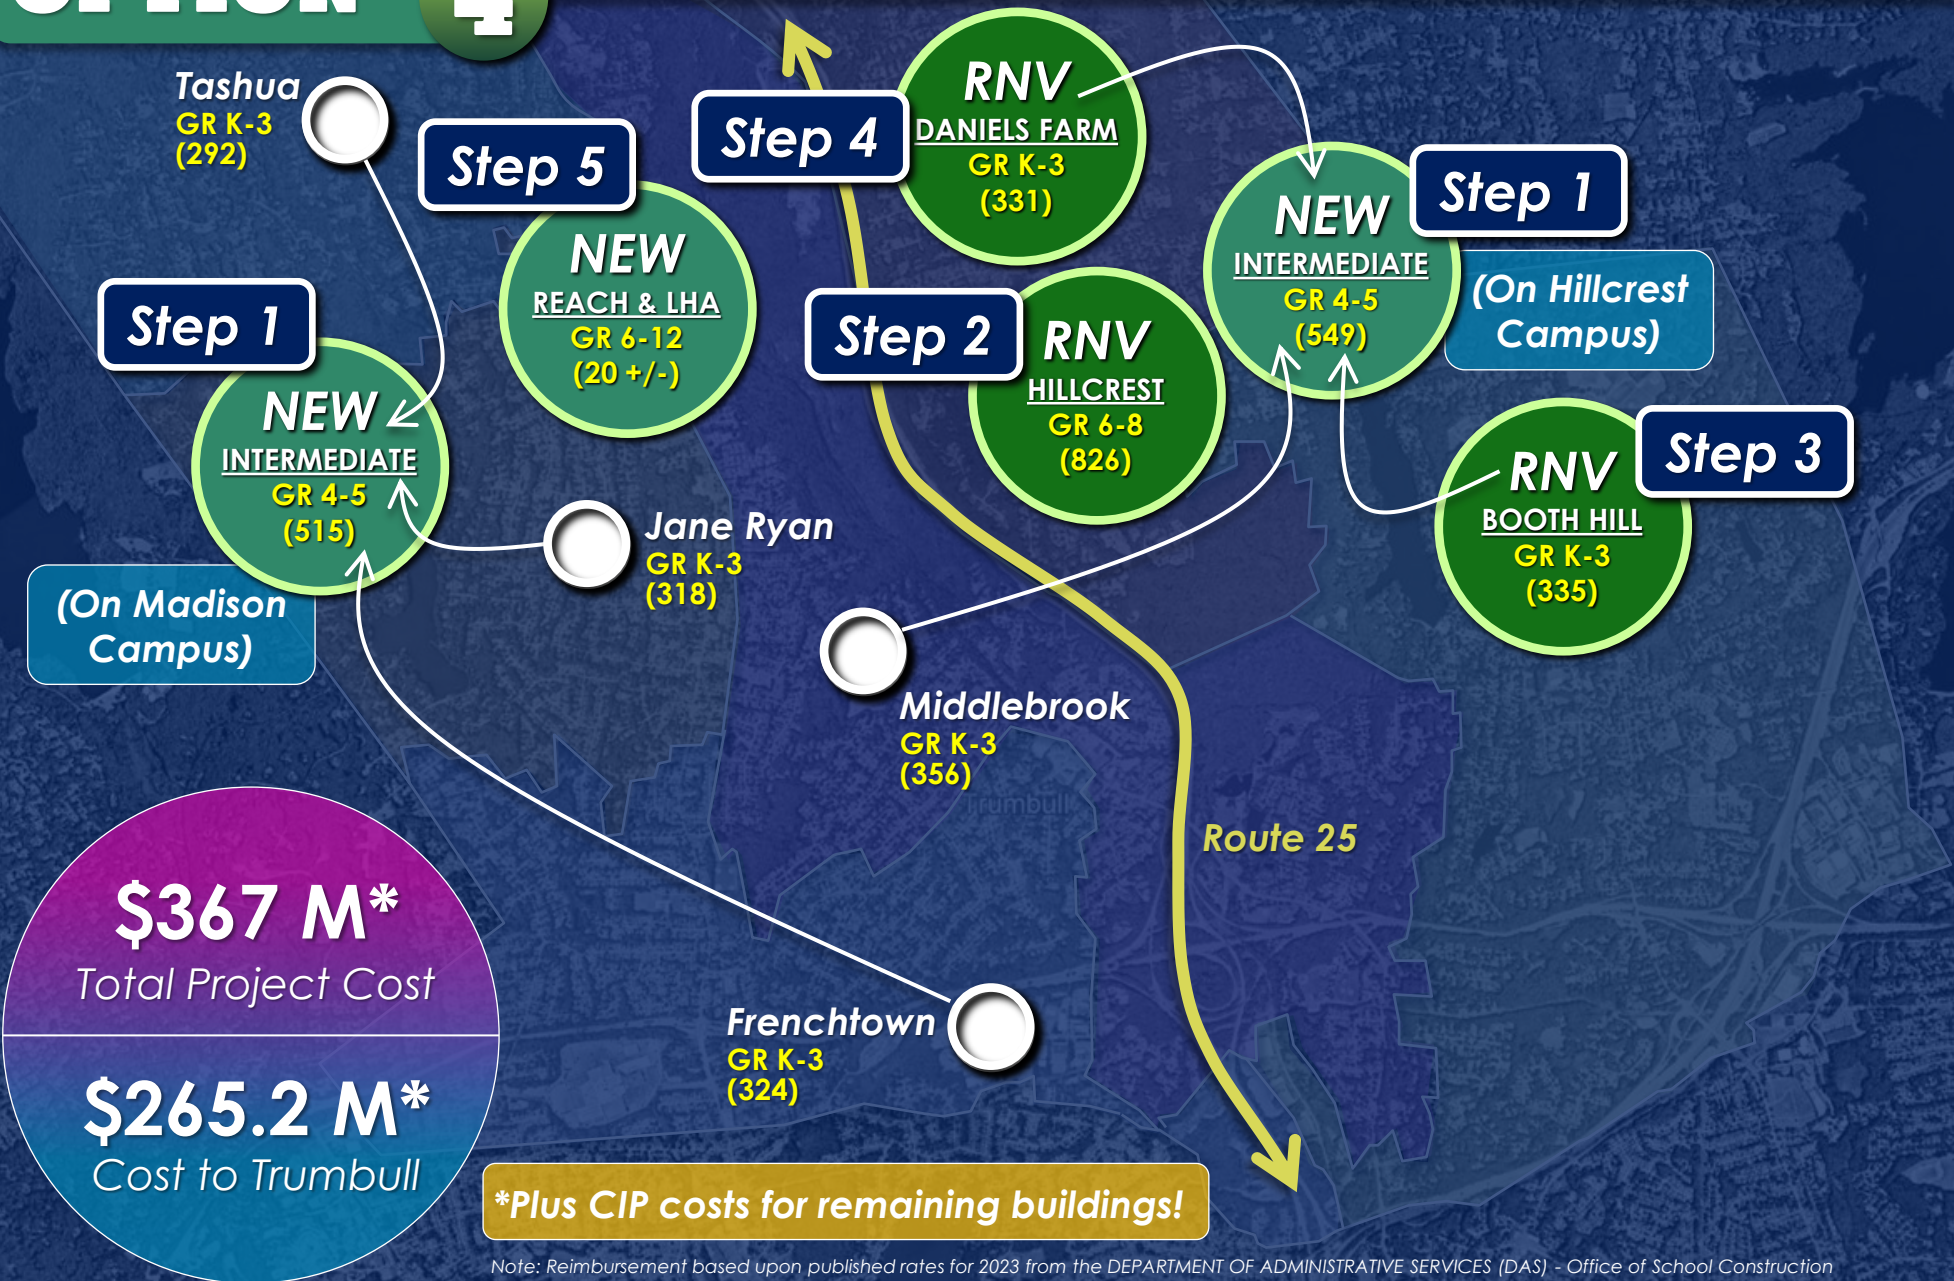 OPTION 4
Tashua
GR K-3
(292)
Step 5
NEW
REACH & LHA
GR 6-12
(20 +/-)
Step 4
RNV
DANIELS FARM
GR K-3
(331)
Step 1
NEW
INTERMEDIATE
GR 4-5
(549)
(On Hillcrest
Campus)
Step 1
NEW
INTERMEDIATE
GR 4-5
(515)
(On Madison
Campus)
Step 2
RNV
HILLCREST
GR 6-8
(826)
Step 3
RNV
BOOTH HILL
GR K-3
(335)
Jane Ryan
GR K-3
(318)
Middlebrook
GR K-3
(356)
Trumbull
Route 25
$367 M*
Total Project Cost
$265.2 M*
Cost to Trumbull
Frenchtown
GR K-3
(324)
*Plus CIP costs for remaining buildings!
Note: Reimbursement based upon published rates for 2023 from the DEPARTMENT OF ADMINISTRATIVE SERVICES (DAS) - Office of School Construction